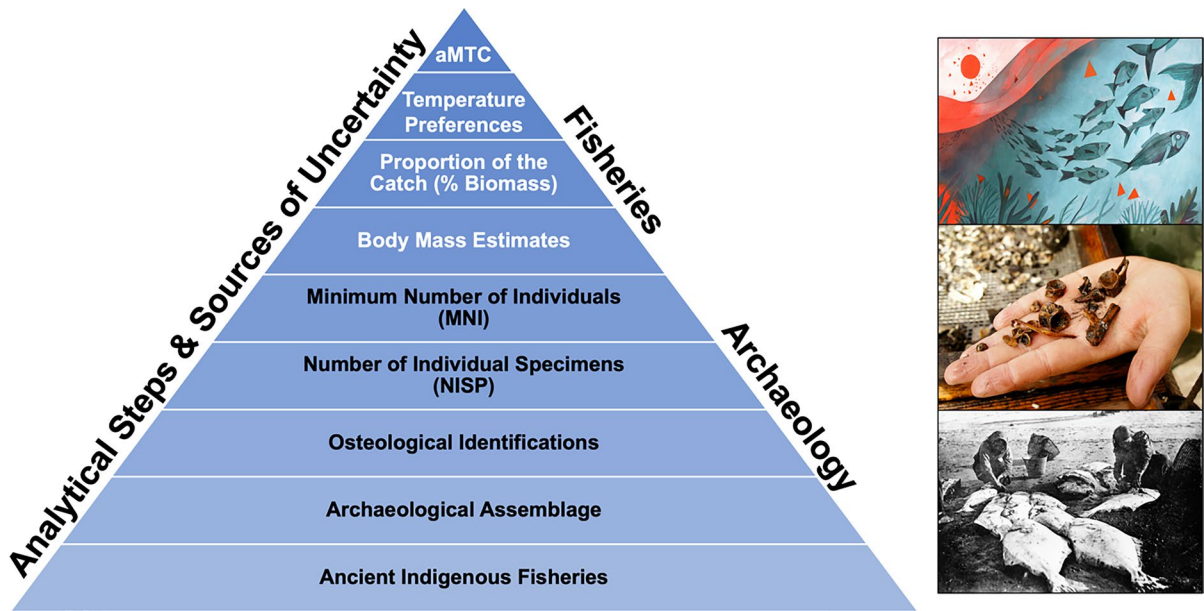 Analytical Steps & Sources of Uncertainty
aMTC
Temperature
Preferences
Proportion of the
Catch (% Biomass)
Body Mass Estimates
Minimum Number of Individuals
(MNI)
Number of Individual Specimens
(NISP)
Osteological Identifications
Archaeological Assemblage
Ancient Indigenous Fisheries
Fisheries
Archaeology